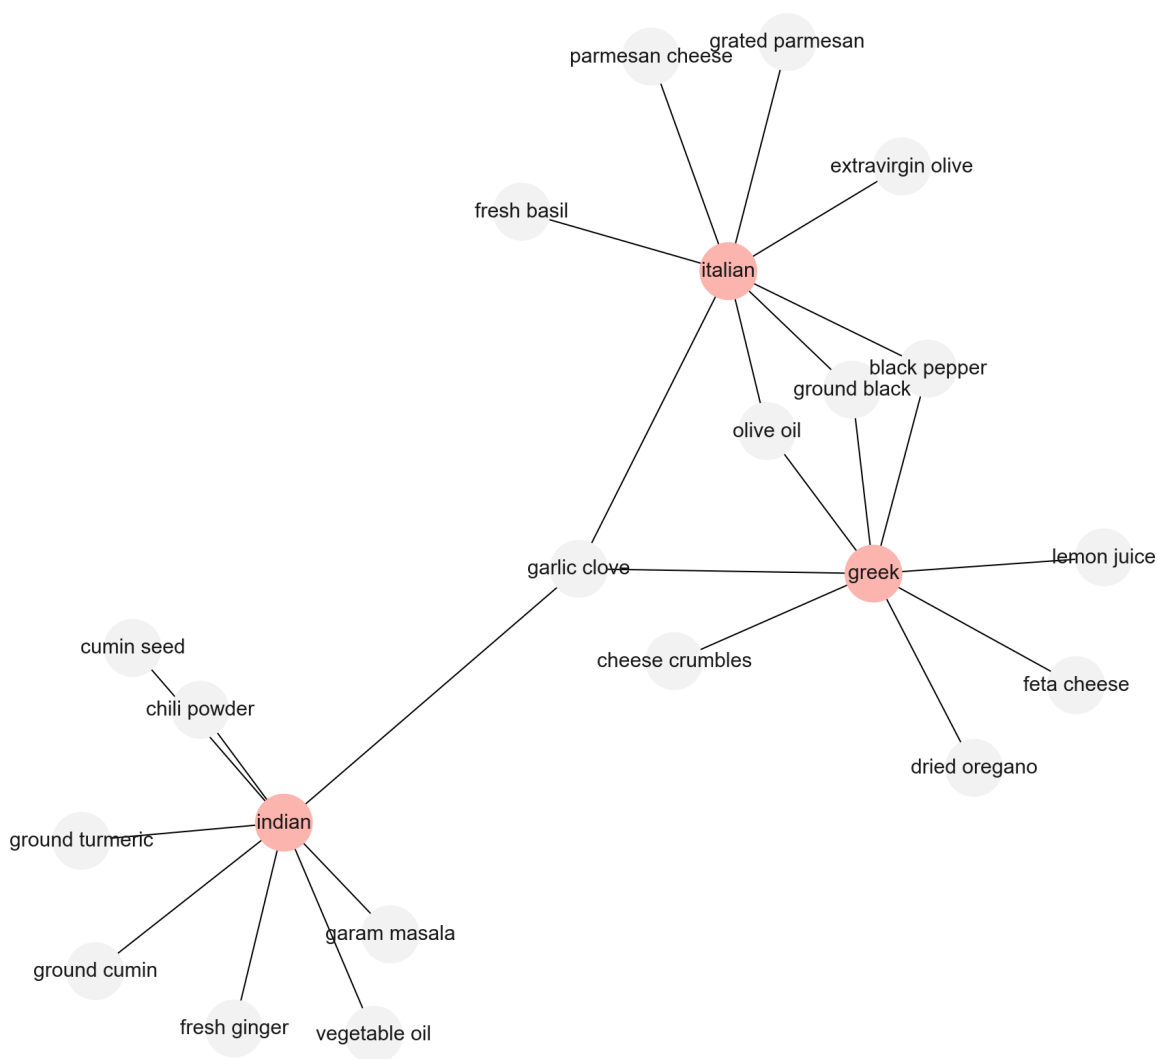 grated parmesan
parmesan cheese
extravirgin olive
fresh basil
italian
black pepper
ground black
olive oil
lemon juice
garlic clove
greek
cumin seed
cheese crumbles
feta cheese
chili powder
dried oregano
indian
ground turmeric
garam masala
ground cumin
fresh ginger
vegetable oil